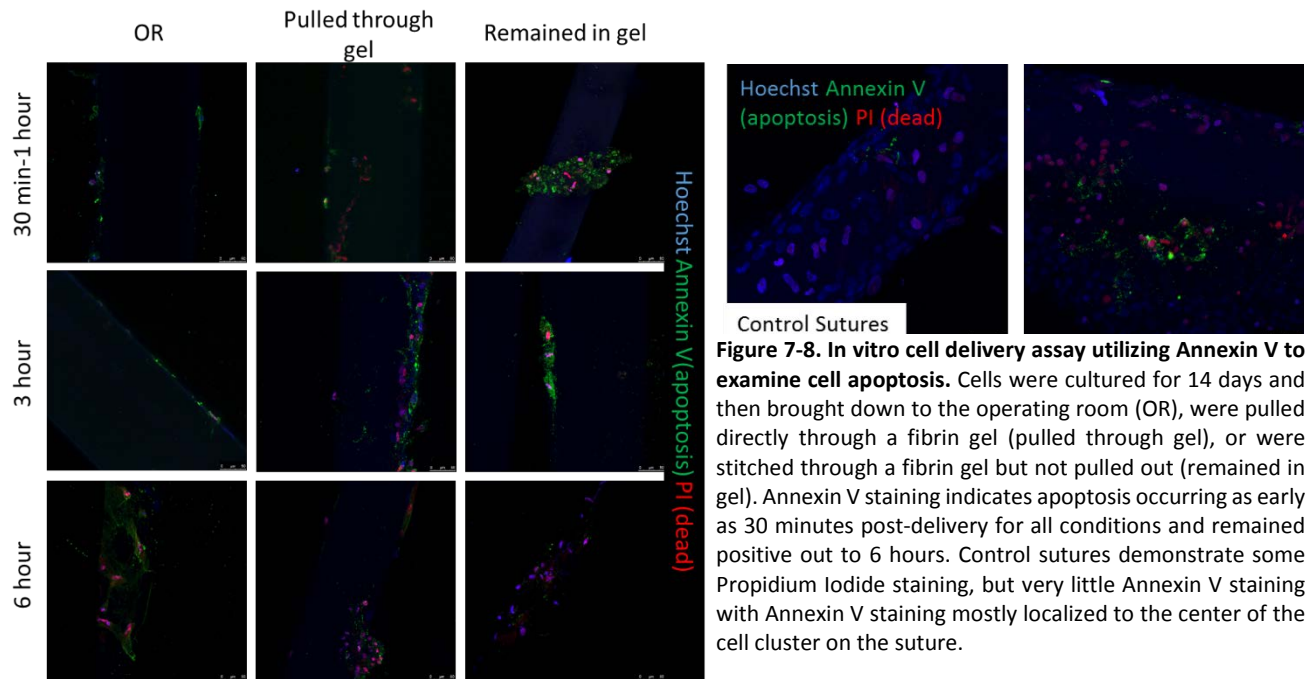 OR
Pulled through
gel
Remained in gel
30 min-1 hour
3 hour
6 hour
Hoechst Annexin V(apoptosis) PI (dead)
Hoechst Annexin V
(apoptosis) PI (dead)
Control Sutures
Figure 7-8. In vitro cell delivery assay utilizing Annexin V to
examine cell apoptosis. Cells were cultured for 14 days and
then brought down to the operating room (OR), were pulled
directly through a fibrin gel (pulled through gel), or were
stitched through a fibrin gel but not pulled out (remained in
gel). Annexin V staining indicates apoptosis occurring as early
as 30 minutes post-delivery for all conditions and remained
positive out to 6 hours. Control sutures demonstrate some
Propidium Iodide staining, but very little Annexin V staining
with Annexin V staining mostly localized to the center of the
cell cluster on the suture.